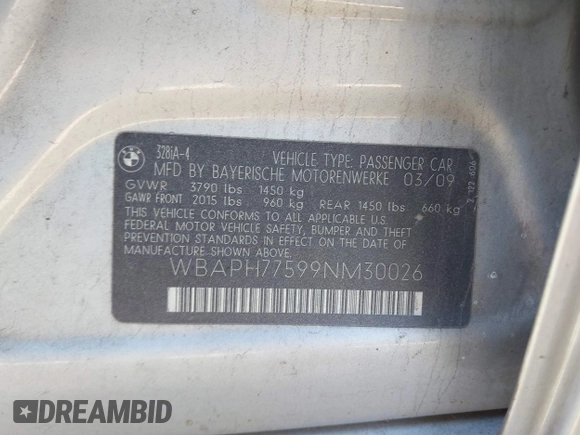 BMW
328iA-4
VEHICLE TYPE: PASSENGER CAR
MFD BY BAYERISCHE MOTORENWERKE 03/09
GVWR 3790 lbs. 1450 kg
GAWR FRONT 2015 lbs. 960 kg REAR 1450 lbs. 660 kg
THIS VEHICLE CONFORMS TO ALL APPLICABLE U.S.
FEDERAL MOTOR VEHICLE SAFETY, BUMPER AND THEFT
PREVENTION STANDARDS IN EFFECT ON THE DATE OF
MANUFACTURE SHOWN ABOVE.
WBAPH77599NM30026
DREAMBID